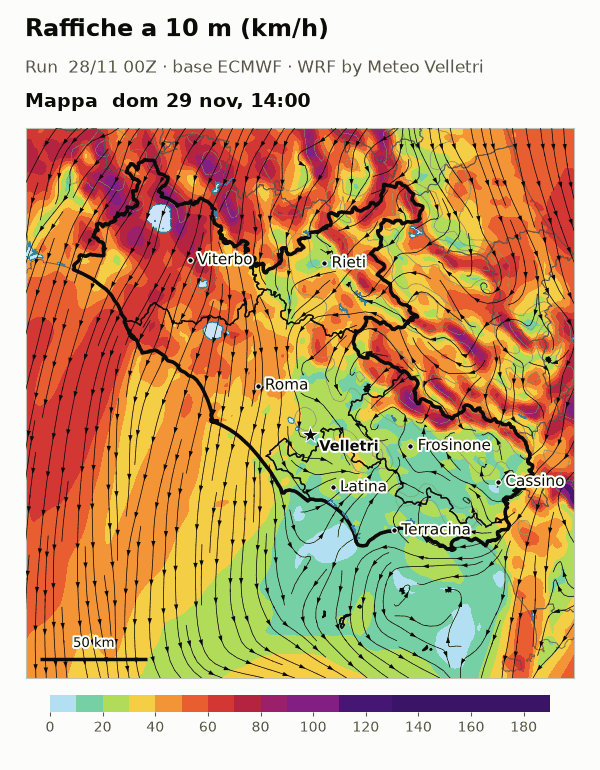 Raffiche a 10 m (km/h)
Run  28/11 00Z · base ECMWF · WRF by Meteo Velletri
Mappa  dom 29 nov, 14:00
Viterbo
Rieti
Roma
Velletri
Frosinone
Latina
Cassino
Terracina
50 km
0 20 40 60 80 100 120 140 160 180